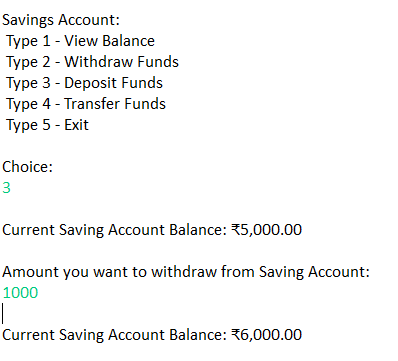 Savings Account:
Type 1 - View Balance
Type 2 - Withdraw Funds
Type 3 - Deposit Funds
Type 4 - Transfer Funds
Type 5 - Exit
Choice:
3
Current Saving Account Balance: ₹5,000.00
Amount you want to withdraw from Saving Account:
1000
Current Saving Account Balance: ₹6,000.00